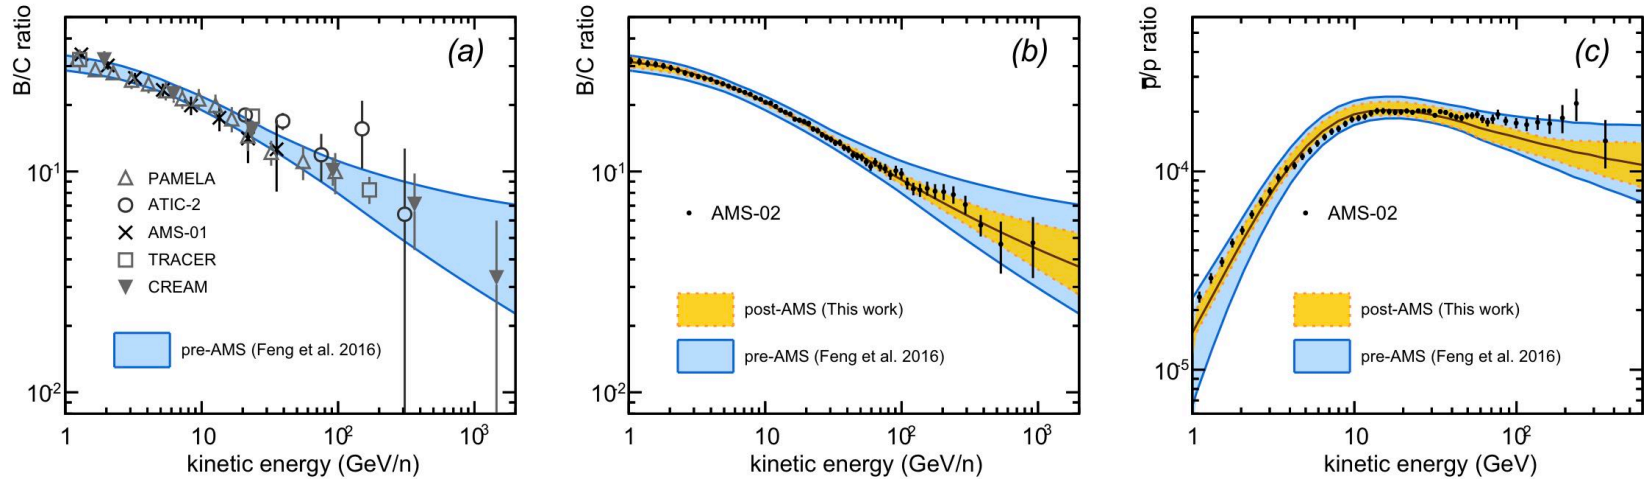 B/C ratio
(a)
10⁻¹
10⁻²
PAMELA
ATIC-2
AMS-01
TRACER
CREAM
pre-AMS (Feng et al. 2016)
1 10 10² 10³
kinetic energy (GeV/n)
B/C ratio
(b)
10⁻¹
10⁻²
AMS-02
post-AMS (This work)
pre-AMS (Feng et al. 2016)
1 10 10² 10³
kinetic energy (GeV/n)
p̅/p ratio
(c)
10⁻⁴
10⁻⁵
AMS-02
post-AMS (This work)
pre-AMS (Feng et al. 2016)
1 10 10²
kinetic energy (GeV)